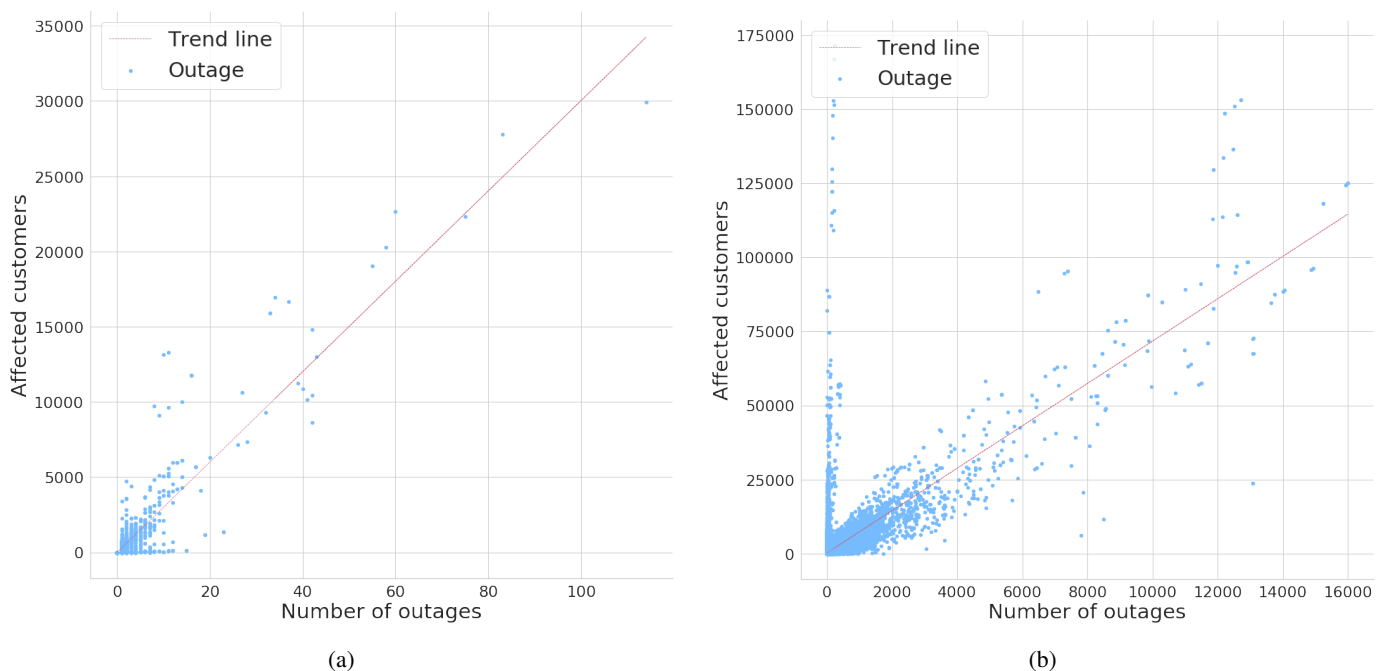 35000
30000
25000
20000
15000
10000
5000
0
Affected customers
Trend line
Outage
0 20 40 60 80 100
Number of outages
(a)
175000
150000
125000
100000
75000
50000
25000
0
Affected customers
Trend line
Outage
0 2000 4000 6000 8000 10000 12000 14000 16000
Number of outages
(b)